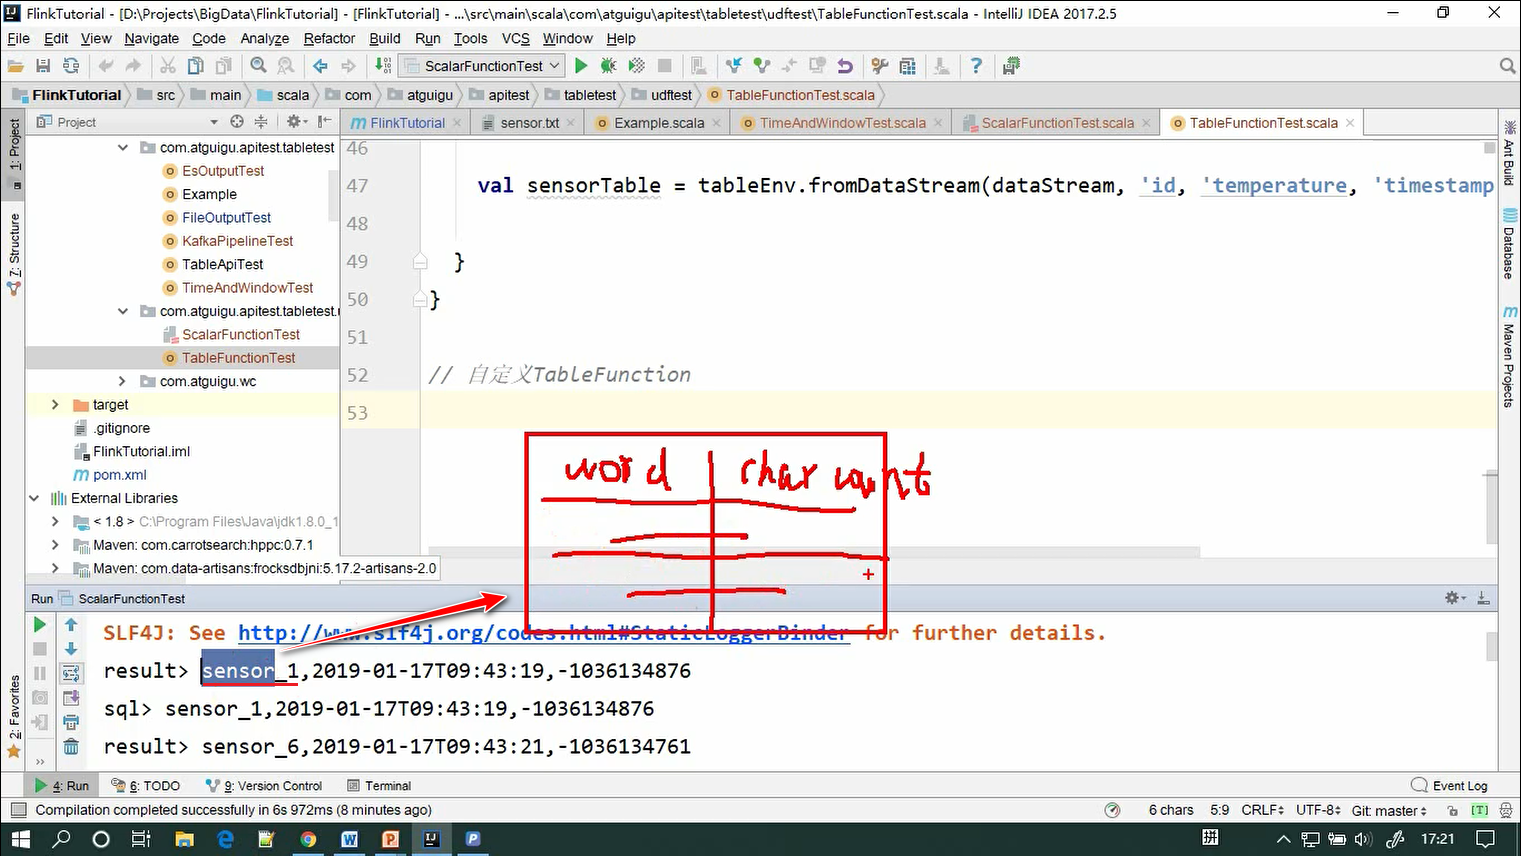 FlinkTutorial - [D:\Projects\BigData\FlinkTutorial] - [FlinkTutorial] - ...\src\main\scala\com\atguigu\apitest\tabletest\udftest\TableFunctionTest.scala - IntelliJ IDEA 2017.2.5
File Edit View Navigate Code Analyze Refactor Build Run Tools VCS Window Help
ScalarFunctionTest
FlinkTutorial src main scala com atguigu apitest tabletest udftest TableFunctionTest.scala
Project
FlinkTutorial sensor.txt Example.scala TimeAndWindowTest.scala ScalarFunctionTest.scala TableFunctionTest.scala
1: Project
7: Structure
2: Favorites
com.atguigu.apitest.tabletest
EsOutputTest
Example
FileOutputTest
KafkaPipelineTest
TableApiTest
TimeAndWindowTest
com.atguigu.apitest.tabletest.
ScalarFunctionTest
TableFunctionTest
com.atguigu.wc
target
.gitignore
FlinkTutorial.iml
pom.xml
External Libraries
< 1.8 > C:\Program Files\Java\jdk1.8.0_1
Maven: com.carrotsearch:hppc:0.7.1
Maven: com.data-artisans:frocksdbjni:5.17.2-artisans-2.0
46
47 val sensorTable = tableEnv.fromDataStream(dataStream, 'id, 'temperature, 'timestamp
48
49 }
50 }
51
52 // 自定义TableFunction
53
word char count
Ant Build
Database
Maven Projects
Run ScalarFunctionTest
SLF4J: See http://www.slf4j.org/codes.html#StaticLoggerBinder for further details.
result> sensor_1,2019-01-17T09:43:19,-1036134876
sql> sensor_1,2019-01-17T09:43:19,-1036134876
result> sensor_6,2019-01-17T09:43:21,-1036134761
4: Run 6: TODO 9: Version Control Terminal Event Log
Compilation completed successfully in 6s 972ms (8 minutes ago) 6 chars 5:9 CRLF UTF-8 Git: master [T]
拼 17:21